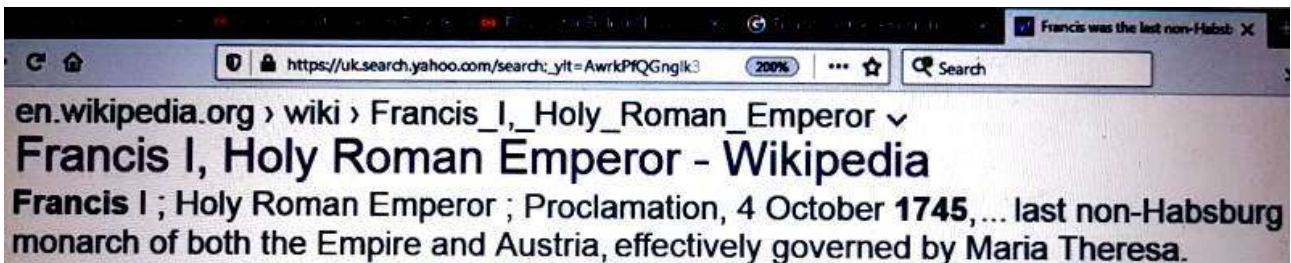 Francis was the last non-Habsb
https://uk.search.yahoo.com/search;_ylt=AwrkPfQGnglk3
200%
Search
en.wikipedia.org › wiki › Francis_I,_Holy_Roman_Emperor
Francis I, Holy Roman Emperor - Wikipedia
Francis I ; Holy Roman Emperor ; Proclamation, 4 October 1745,... last non-Habsburg
monarch of both the Empire and Austria, effectively governed by Maria Theresa.